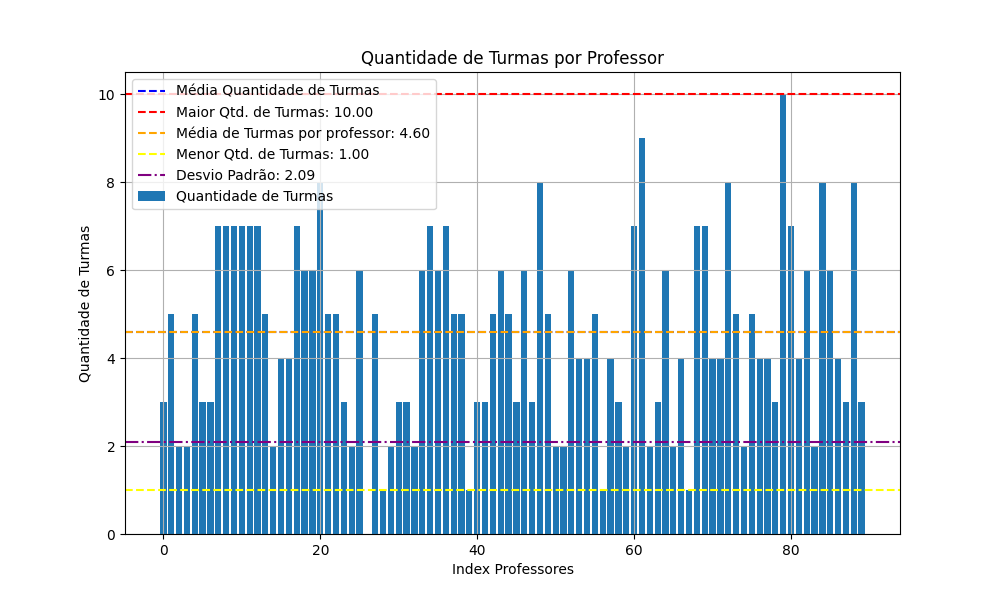 Quantidade de Turmas por Professor
Média Quantidade de Turmas
Maior Qtd. de Turmas: 10.00
Média de Turmas por professor: 4.60
Menor Qtd. de Turmas: 1.00
Desvio Padrão: 2.09
Quantidade de Turmas
Quantidade de Turmas
10
8
6
4
2
0
0 20 40 60 80
Index Professores